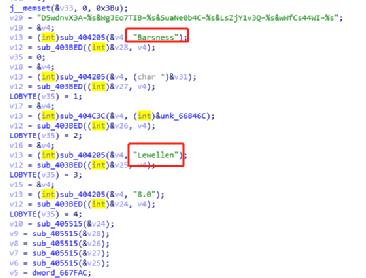 j__memset(&v33, 0, 0x38u);
v20 = "D5wdnvX3A=%s&NgJEo7TIB=%s&SuaNe0b4C=%s&LsZjY1v3Q=%s&wHfCs44WI=%s";
v19 = &v4;
v13 = (int)sub_404205(&v4, "Barsness");
v12 = sub_403BED((int)&v28, v4);
v35 = 0;
v18 = &v4;
v13 = (int)sub_404205(&v4, (char *)&v31);
v12 = sub_403BED((int)&v27, v4);
LOBYTE(v35) = 1;
v17 = &v4;
v13 = (int)sub_404C3C(&v4, (int)&unk_66846C);
v12 = sub_403BED((int)&v26, v4);
LOBYTE(v35) = 2;
v16 = &v4;
v13 = (int)sub_404205(&v4, "Lewellen");
v12 = sub_403BED((int)&v25, v4);
LOBYTE(v35) = 3;
v15 = &v4;
v13 = (int)sub_404205(&v4, "8.0");
v12 = sub_403BED((int)&v24, v4);
LOBYTE(v35) = 4;
v10 = sub_405515(&v24);
v9 = sub_405515(&v28);
v8 = sub_405515(&v26);
v7 = sub_405515(&v27);
v6 = sub_405515(&v25);
v5 = dword_667FAC;